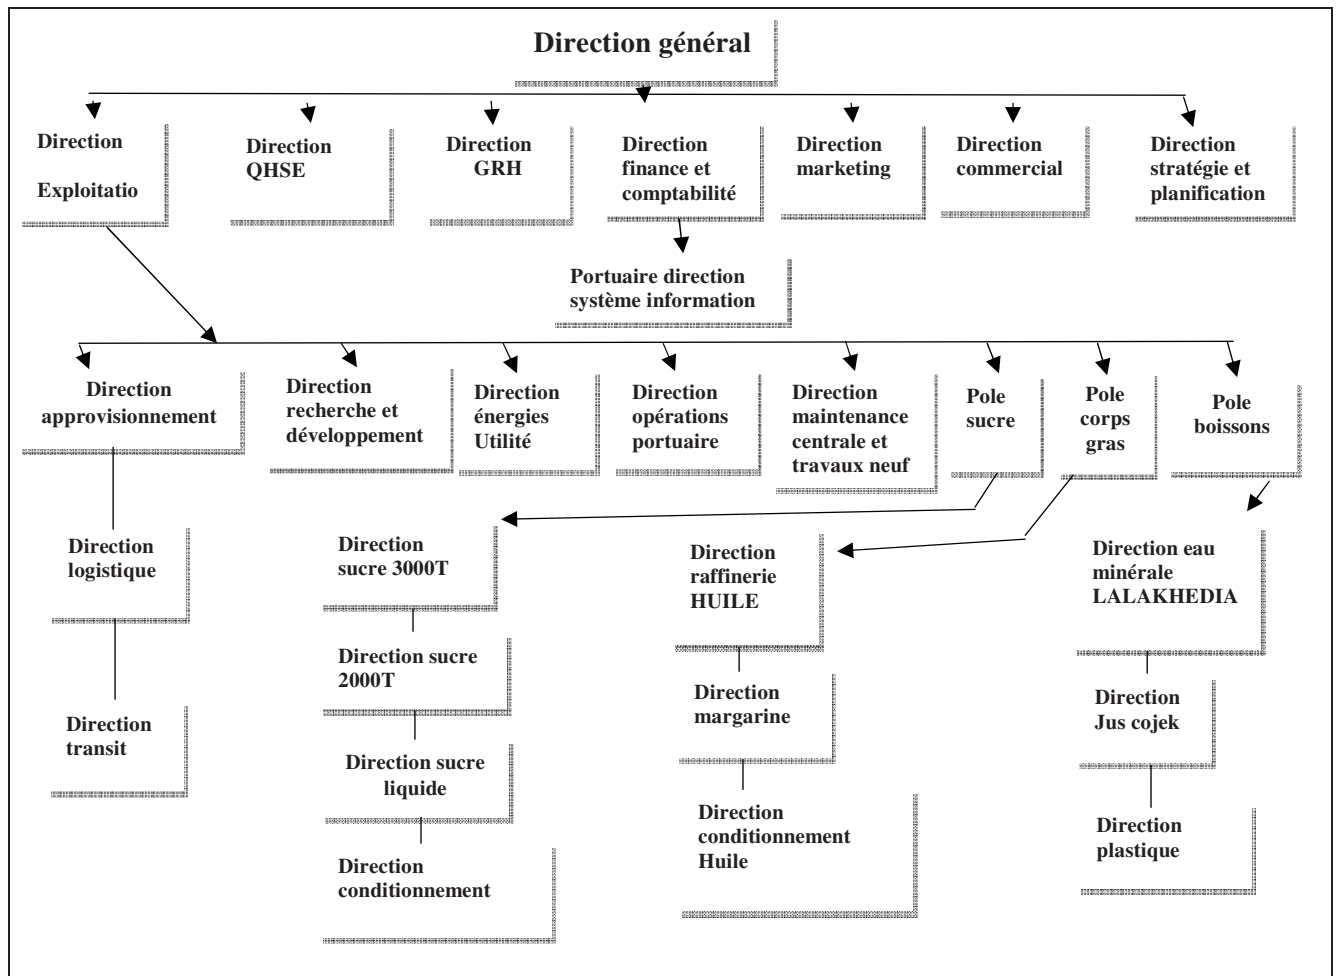 Direction général
Direction
Exploitatio
Direction
QHSE
Direction
GRH
Direction
finance et
comptabilité
Direction
marketing
Direction
commercial
Direction
stratégie et
planification
Portuaire direction
système information
Direction
approvisionnement
Direction
recherche et
développement
Direction
énergies
Utilité
Direction
opérations
portuaire
Direction
maintenance
centrale et
travaux neuf
Pole
sucre
Pole
corps
gras
Pole
boissons
Direction
logistique
Direction
transit
Direction
sucre 3000T
Direction sucre
2000T
Direction sucre
liquide
Direction
conditionnement
Direction
raffinerie
HUILE
Direction
margarine
Direction
conditionnement
Huile
Direction eau
minérale
LALAKHEDIA
Direction
Jus cojek
Direction
plastique